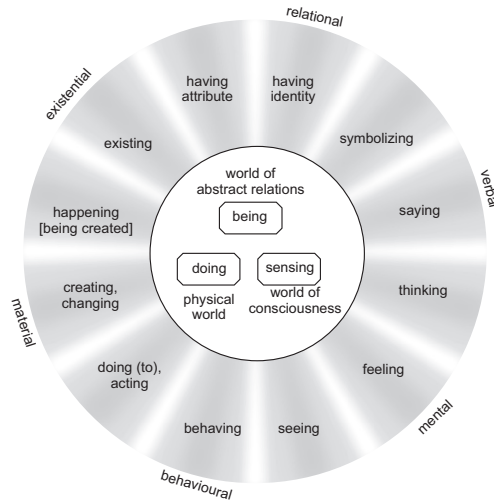 relational
existential
having
attribute
having
identity
existing
symbolizing
verbal
world of
abstract relations
being
happening
[being created]
saying
doing
sensing
physical
world
world of
consciousness
creating,
changing
thinking
material
doing (to),
acting
feeling
mental
behaving
seeing
behavioural